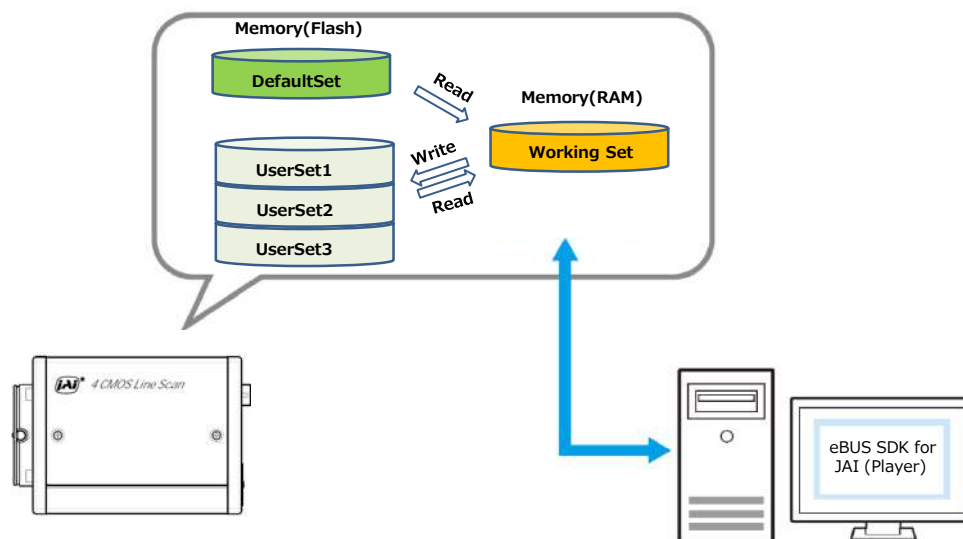 Memory(Flash)
DefaultSet
Read
Memory(RAM)
Working Set
Write
Read
UserSet1
UserSet2
UserSet3
JAI® 4 CMOS Line Scan
eBUS SDK for
JAI (Player)